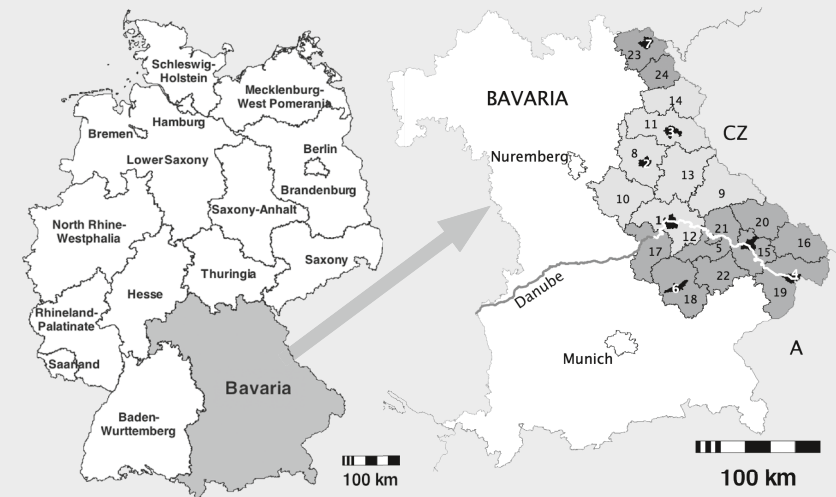 Schleswig-
Holstein
Mecklenburg-
West Pomerania
Hamburg
Bremen
Lower Saxony
Berlin
Brandenburg
Saxony-Anhalt
North Rhine-
Westphalia
Saxony
Thuringia
Hesse
Rhineland-
Palatinate
Saarland
Bavaria
Baden-
Wurttemberg
100 km
BAVARIA
CZ
Nuremberg
Danube
Munich
A
7
23
24
14
11
3
8
2
13
10
9
1
12
21
20
5
15
16
17
4
22
19
6
18
100 km